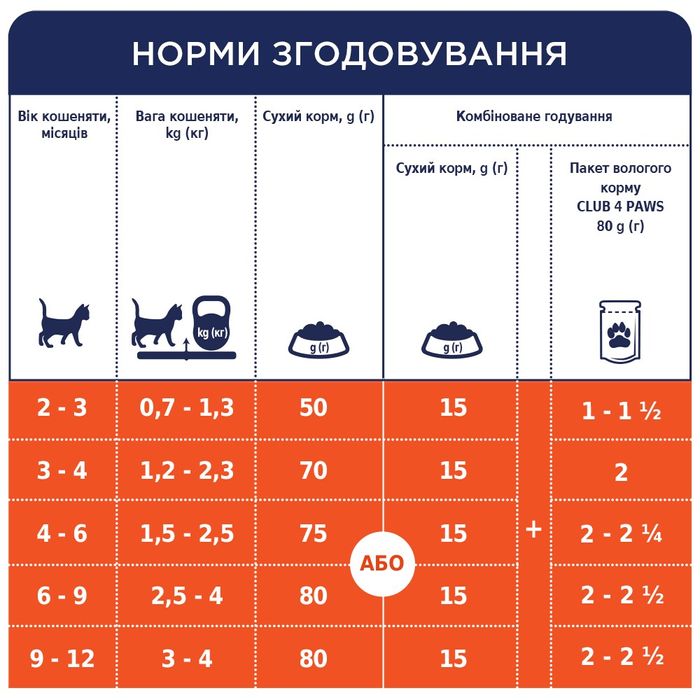 НОРМИ ЗГОДОВУВАННЯ
Вік кошеняти,
місяців
Вага кошеняти,
kg (кг)
Сухий корм, g (г)
Комбіноване годування
Сухий корм, g (г)
Пакет вологого
корму
CLUB 4 PAWS
80 g (г)
kg (кг)
g (г)
g (г)
2 - 3 0,7 - 1,3 50 15 1 - 1 ½
3 - 4 1,2 - 2,3 70 15 2
4 - 6 1,5 - 2,5 75 15 + 2 - 2 ¼
АБО
6 - 9 2,5 - 4 80 15 2 - 2 ½
9 - 12 3 - 4 80 15 2 - 2 ½